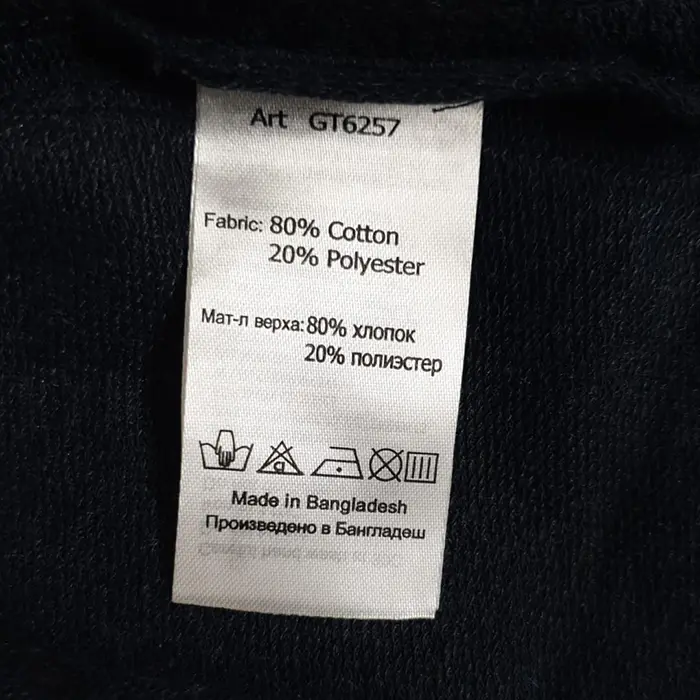 Art GT6257
Fabric: 80% Cotton
20% Polyester
Мат-л верха: 80% хлопок
20% полиэстер
Made in Bangladesh
Произведено в Бангладеш